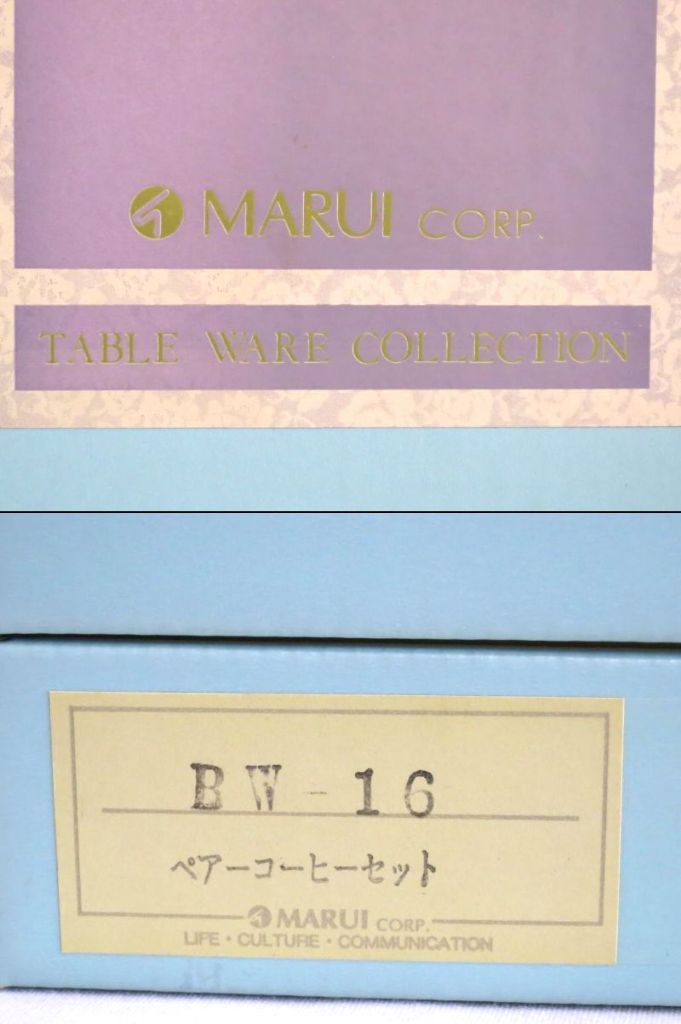 MARUI CORP.
TABLE WARE COLLECTION
BW-16
ペアーコーヒーセット
MARUI CORP.
LIFE・CULTURE・COMMUNICATION